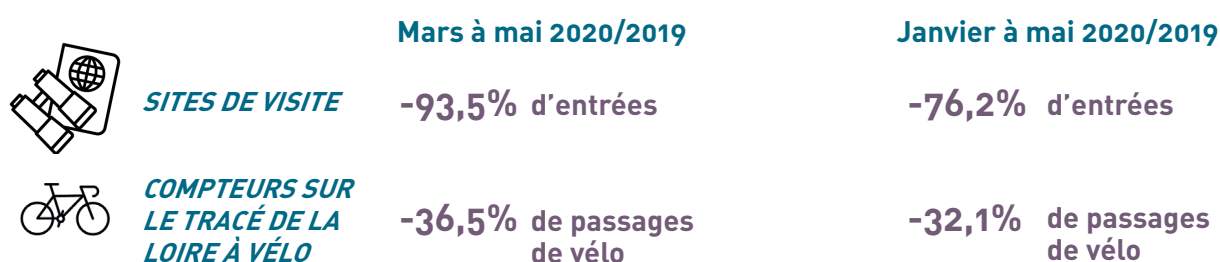 Mars à mai 2020/2019
Janvier à mai 2020/2019
SITES DE VISITE
-93,5% d'entrées
-76,2% d'entrées
COMPTEURS SUR
LE TRACÉ DE LA
LOIRE À VÉLO
-36,5% de passages
de vélo
-32,1% de passages
de vélo